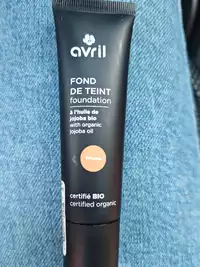 avril
FOND
DE TEINT
foundation
à l'huile de
jojoba bio
with organic
jojoba oil
certifié BIO
certified organic